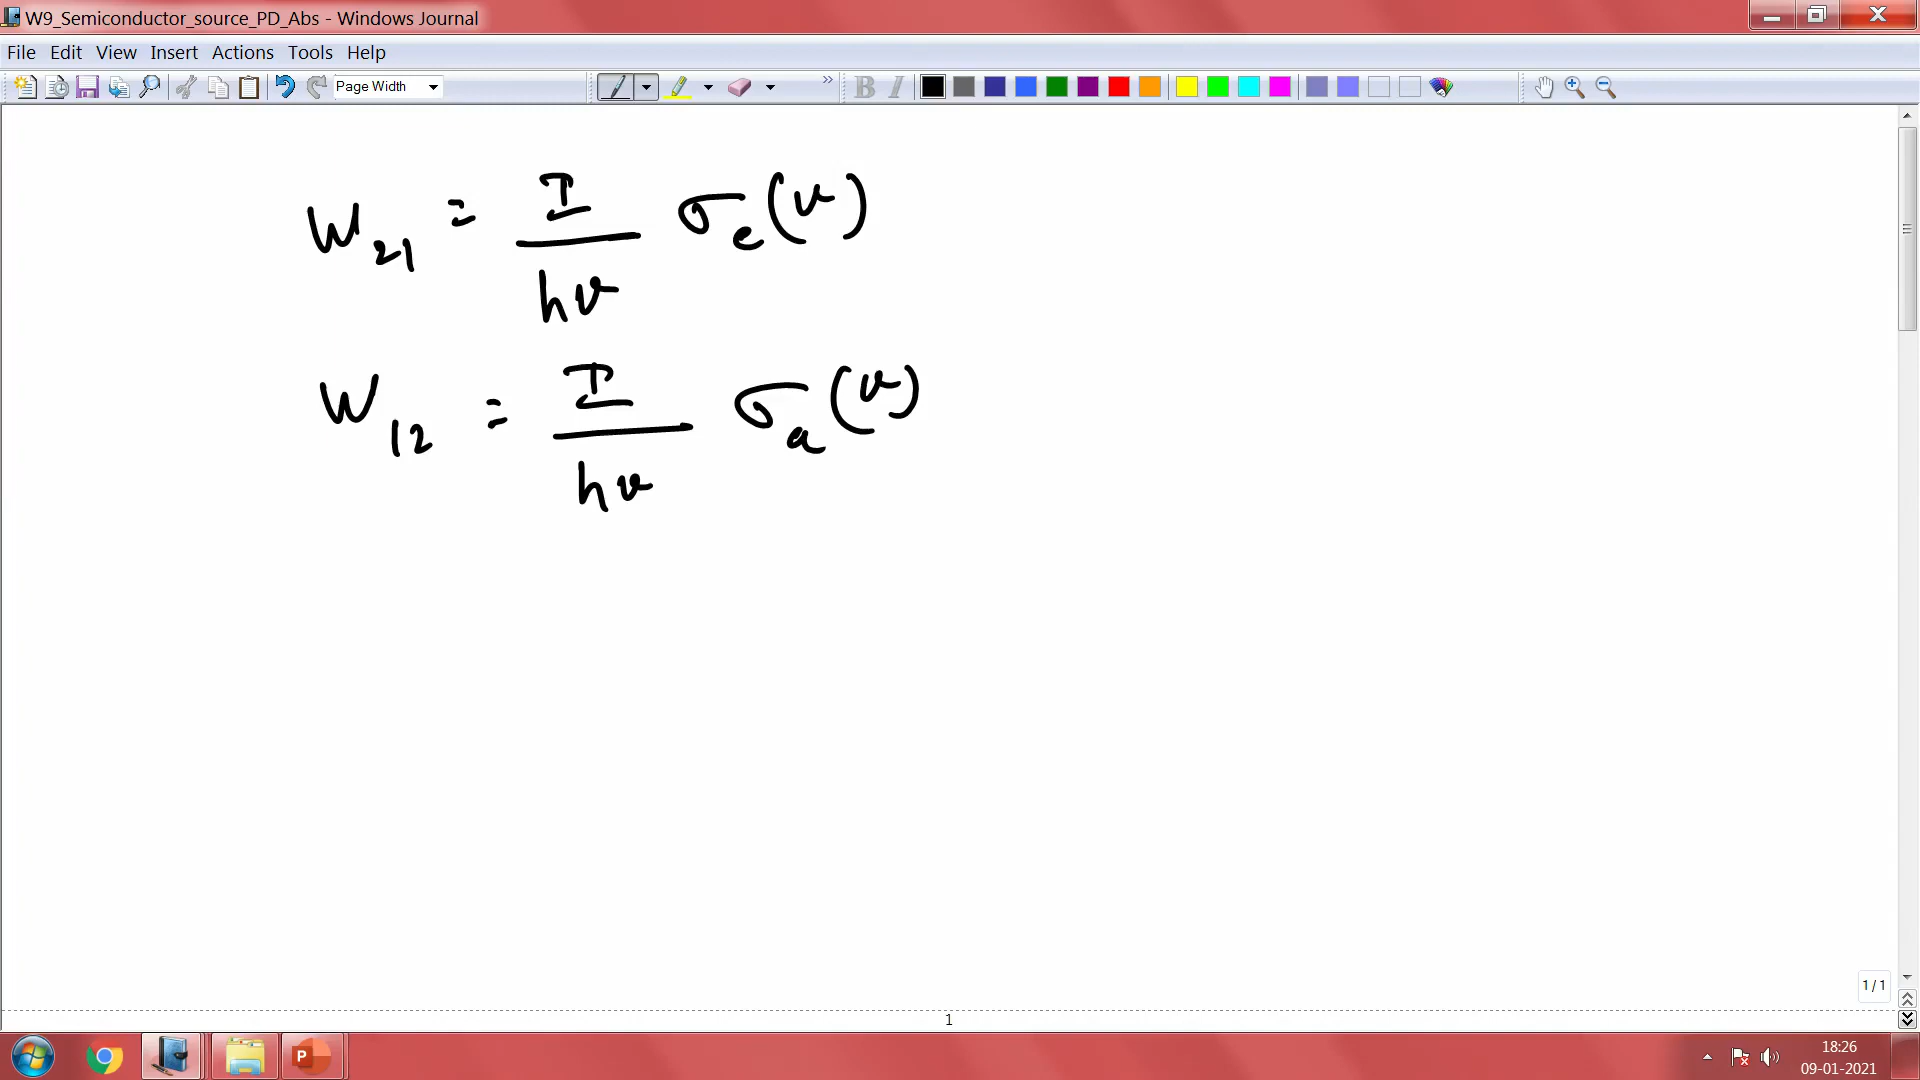 W9_Semiconductor_source_PD_Abs - Windows Journal
File Edit View Insert Actions Tools Help
Page Width » B I
W₂₁ = I/hν σₑ(ν)
W₁₂ = I/hν σₐ(ν)
1 / 1
1
P
18:26
09-01-2021